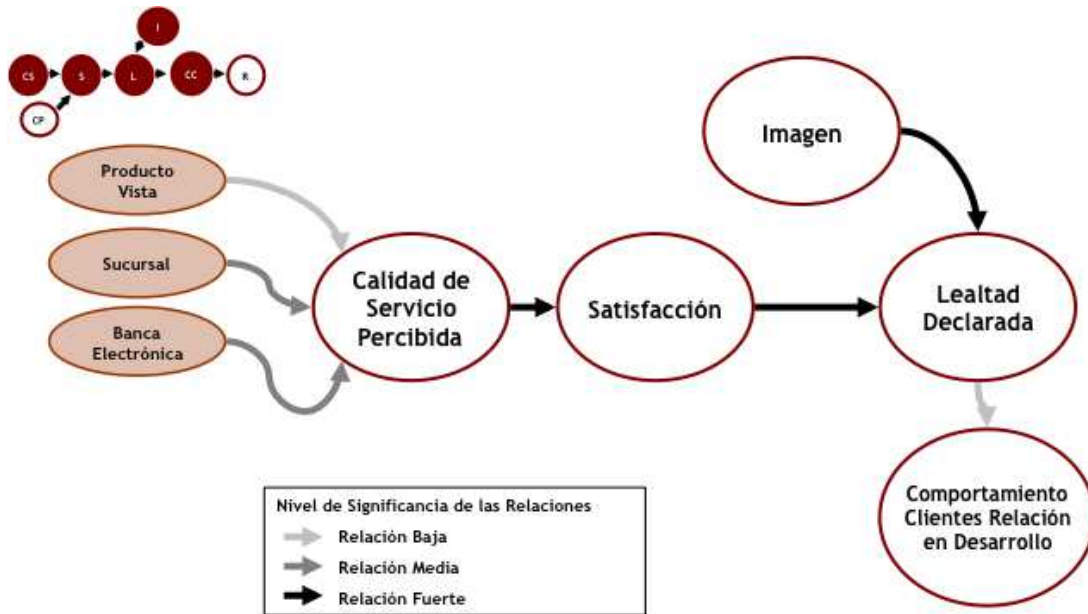 I
CS
S
L
CC
R
CP
Producto
Vista
Sucursal
Banca
Electrónica
Calidad de
Servicio
Percibida
Satisfacción
Imagen
Lealtad
Declarada
Comportamiento
Clientes Relación
en Desarrollo
Nível de Significancia de las Relaciones
Relación Baja
Relación Media
Relación Fuerte